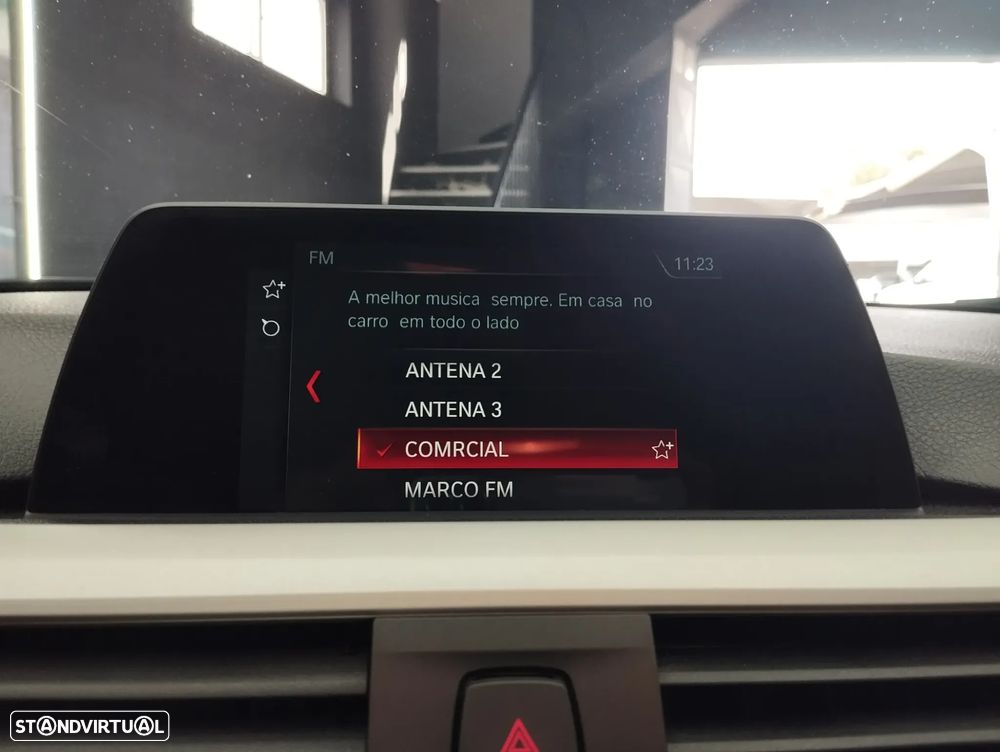 FM
11:23
A melhor musica sempre. Em casa no
carro em todo o lado
ANTENA 2
ANTENA 3
COMRCIAL
MARCO FM
STANDVIRTUAL